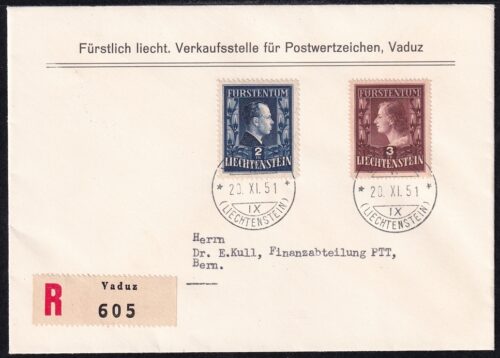 Fürstlich liecht. Verkaufsstelle für Postwertzeichen, Vaduz
FÜRSTENTUM
2
LIECHTENSTEIN
FÜRSTENTUM
3
LIECHTENSTEIN
* 20. XI. 51 *
IX
(LIECHTENSTEIN)
* 20. XI. 51 *
IX
(LIECHTENSTEIN)
Herrn
Dr. E.Kull, Finanzabteilung PTT,
Bern.
R
Vaduz
605